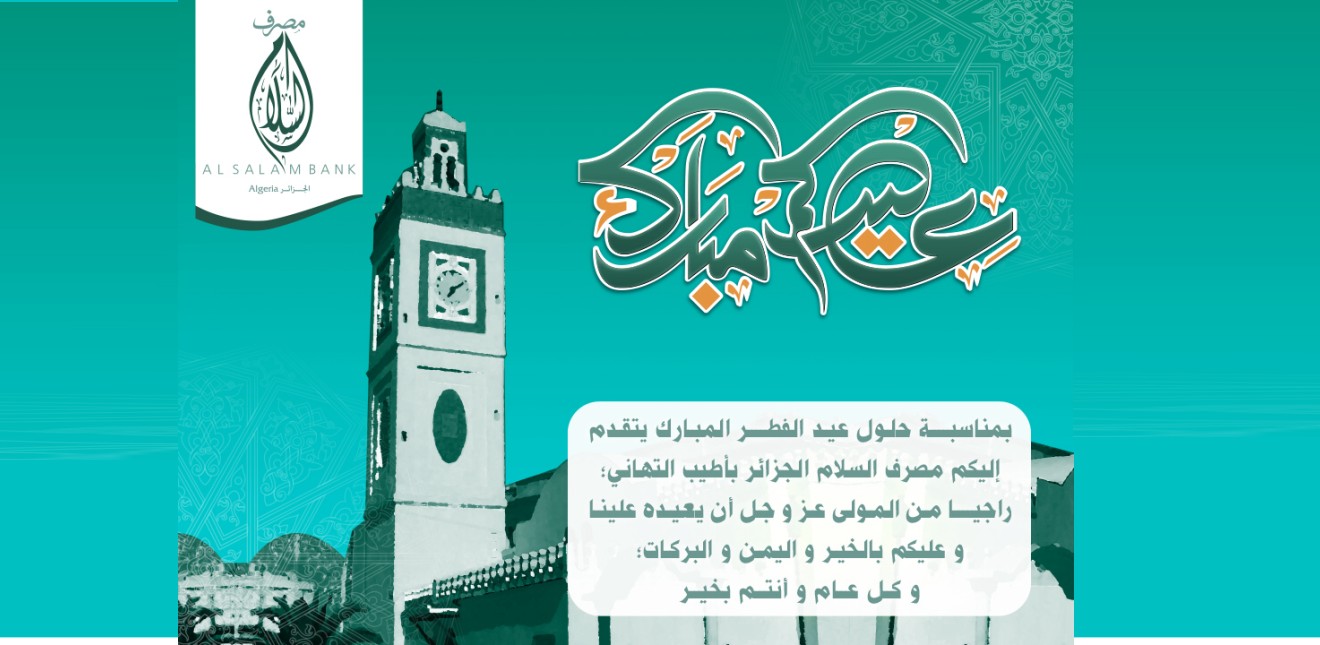 مصرف
السلام
AL SALAM BANK
Algeria الجزائر
عيدكم مبارك
بمناسبة حلول عيد الفطر المبارك يتقدم
إليكم مصرف السلام الجزائر بأطيب التهاني؛
راجيا من المولى عز و جل أن يعيده علينا
و عليكم بالخير و اليمن و البركات؛
و كل عام و أنتم بخير